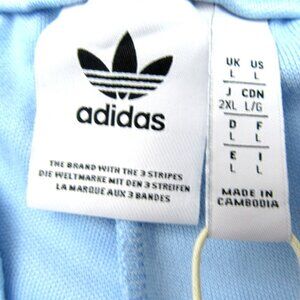 adidas
THE BRAND WITH THE 3 STRIPES
DIE WELTMARKE MIT DEN 3 STREIFEN
LA MARQUE AUX 3 BANDES
UK US
L L
J CDN
2XL L/G
D F
L L
E I
L L
MADE IN
CAMBODIA